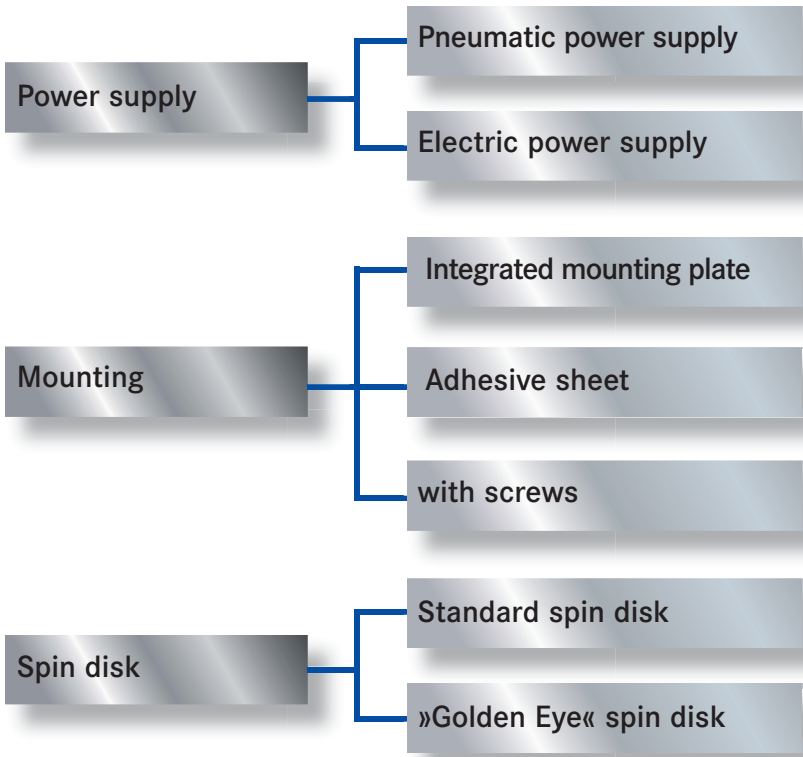 Power supply
Pneumatic power supply
Electric power supply
Mounting
Integrated mounting plate
Adhesive sheet
with screws
Spin disk
Standard spin disk
»Golden Eye« spin disk